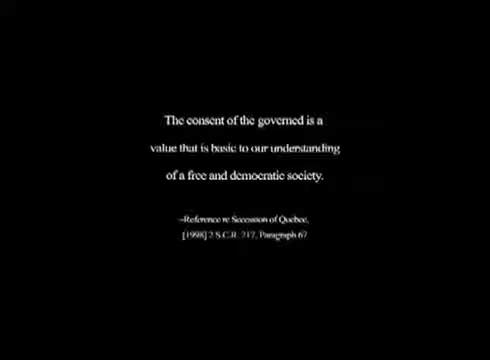 The consent of the governed is a
value that is basic to our understanding
of a free and democratic society.
-Reference re Secession of Quebec,
[1998] 2 S.C.R. 217, Paragraph 67